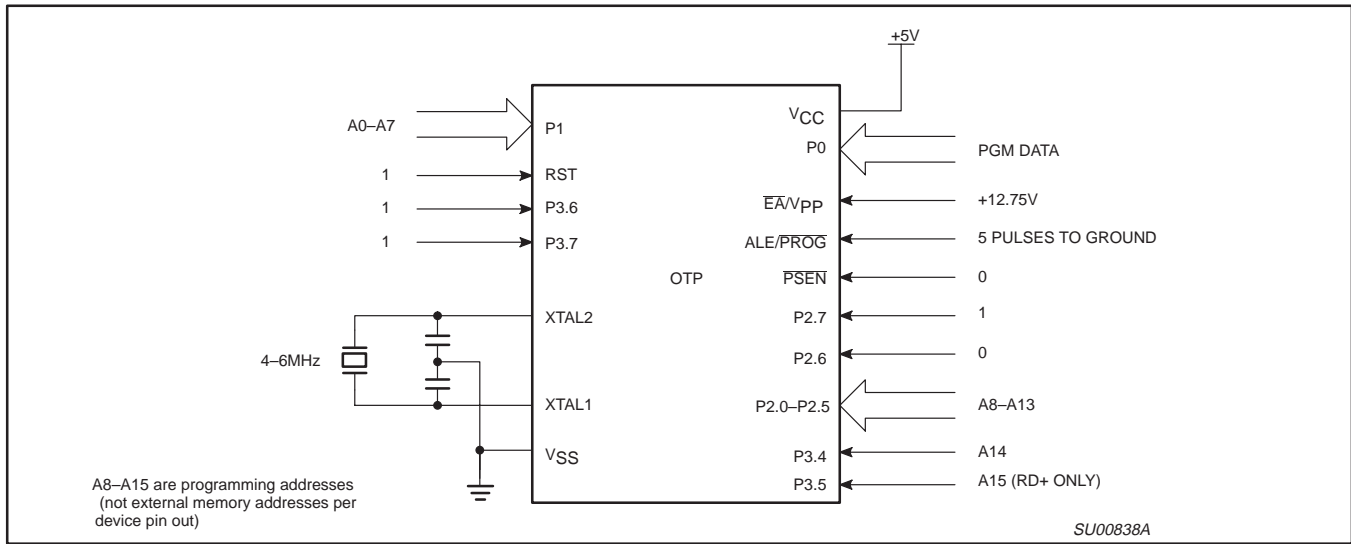 +5V
A0–A7
P1
VCC
P0
PGM DATA
1
RST
EA/VPP
+12.75V
1
P3.6
1
P3.7
ALE/PROG
5 PULSES TO GROUND
OTP
PSEN
0
XTAL2
P2.7
1
4–6MHz
P2.6
0
XTAL1
P2.0–P2.5
A8–A13
VSS
P3.4
A14
P3.5
A15 (RD+ ONLY)
A8–A15 are programming addresses
(not external memory addresses per
device pin out)
SU00838A